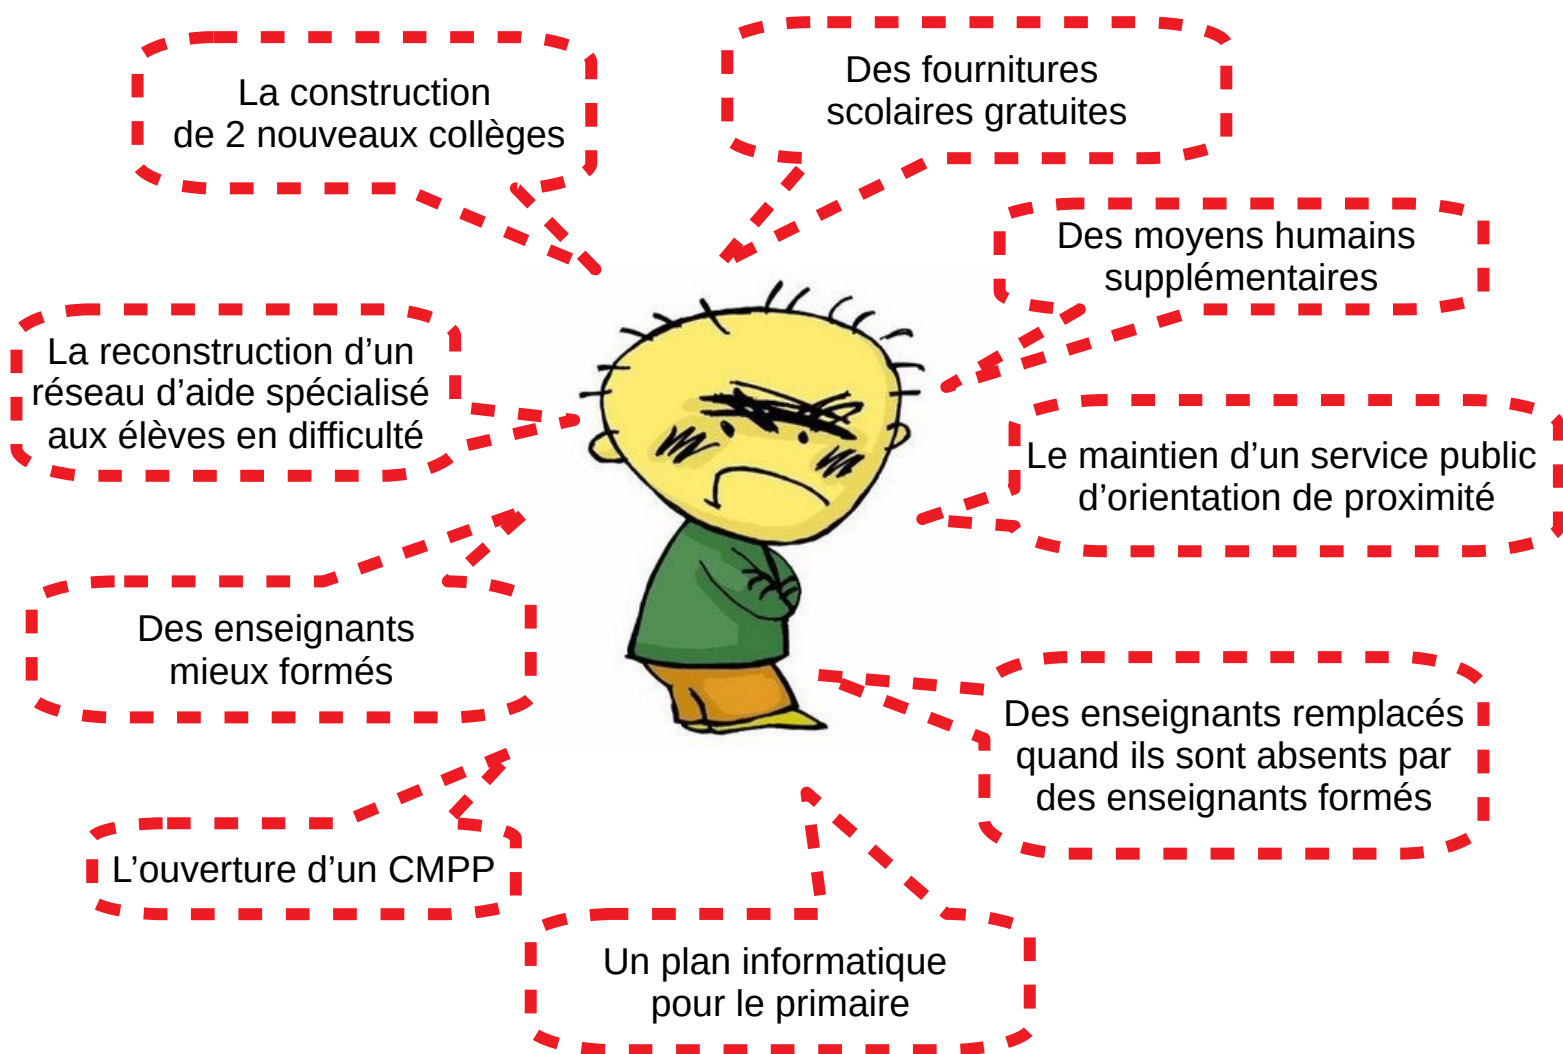 La construction
de 2 nouveaux collèges
Des fournitures
scolaires gratuites
Des moyens humains
supplémentaires
La reconstruction d’un
réseau d’aide spécialisé
aux élèves en difficulté
Le maintien d’un service public
d’orientation de proximité
Des enseignants
mieux formés
Des enseignants remplacés
quand ils sont absents par
des enseignants formés
L’ouverture d’un CMPP
Un plan informatique
pour le primaire